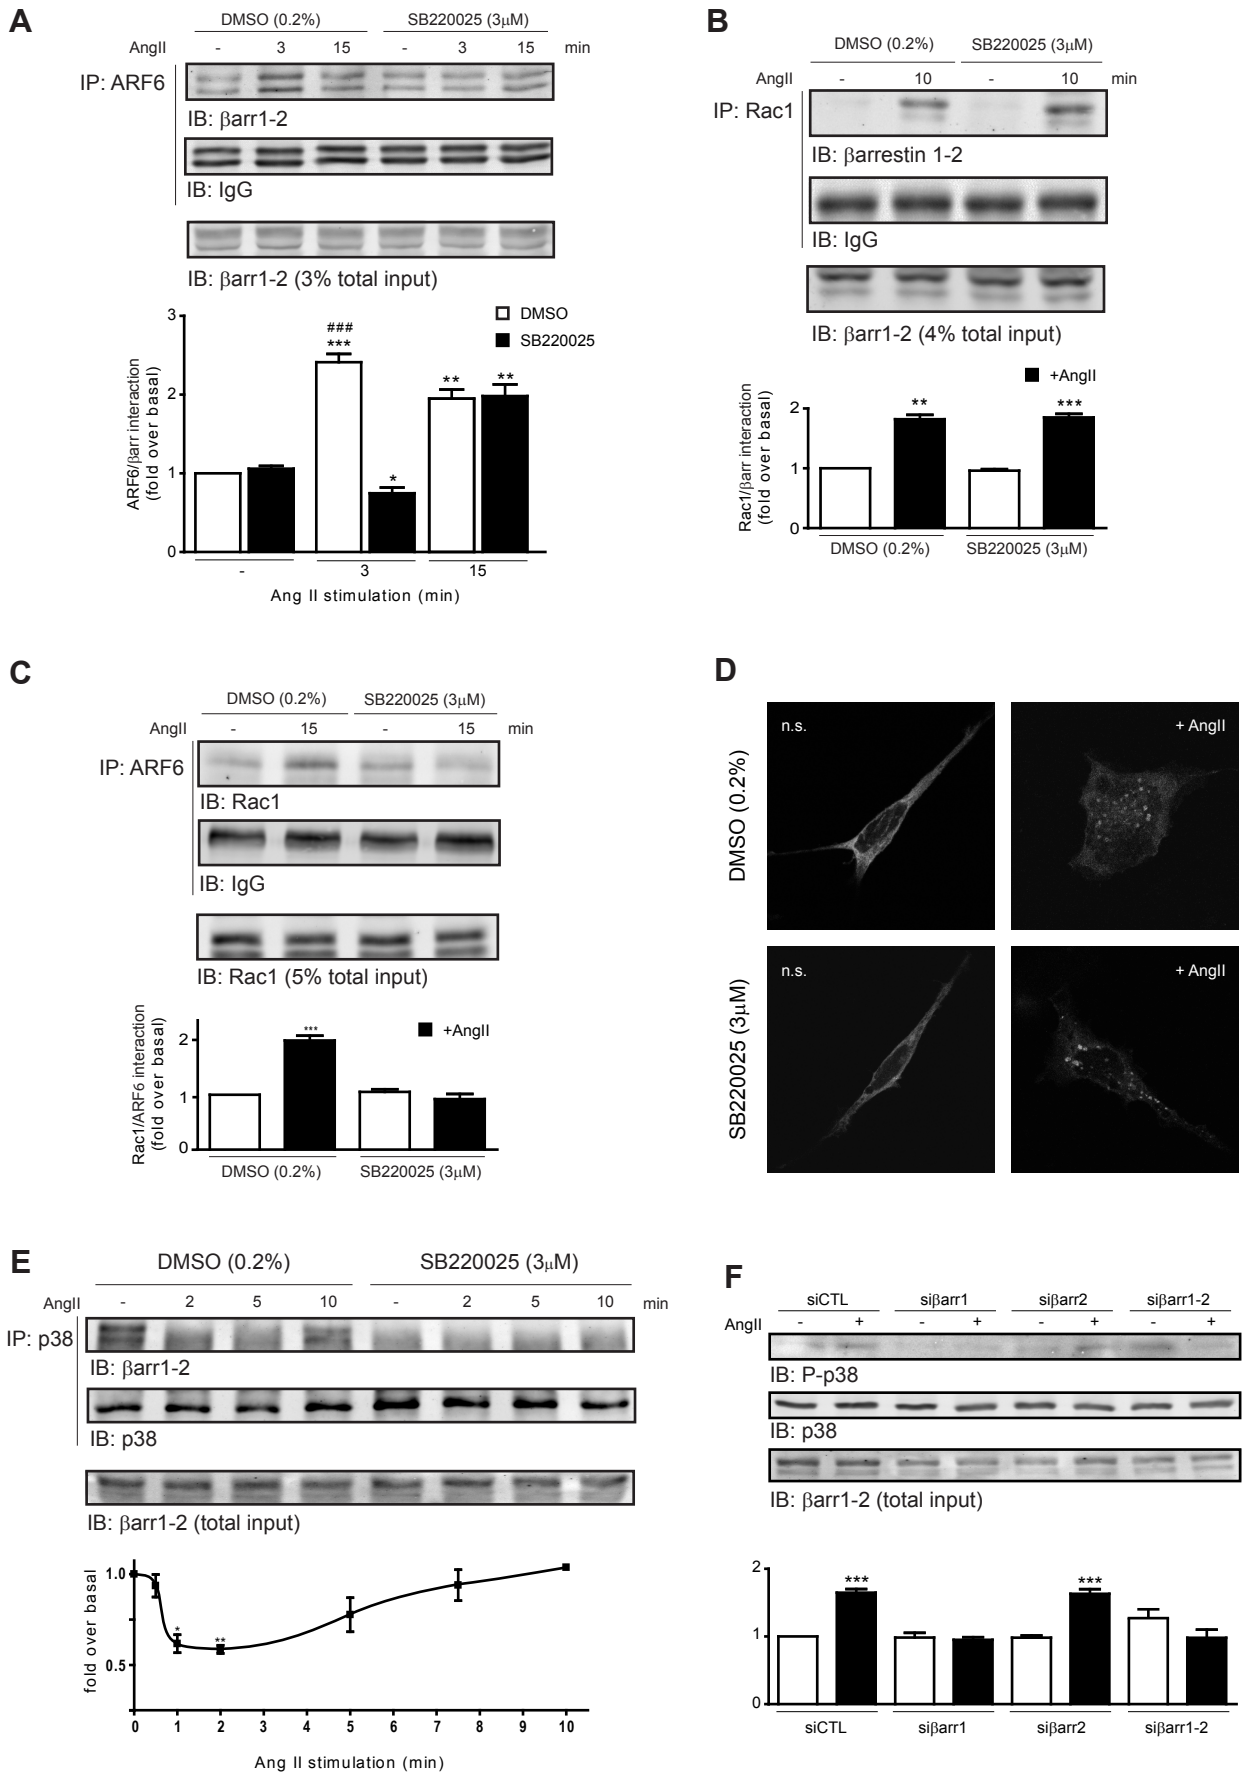 A
DMSO (0.2%) SB220025 (3μM)
AngII - 3 15 - 3 15 min
IP: ARF6
IB: βarr1-2
IB: IgG
IB: βarr1-2 (3% total input)
3
2
1
0
ARF6/βarr interaction
(fold over basal)
DMSO
SB220025
###
***
*
**
**
- 3 15
Ang II stimulation (min)
B
DMSO (0.2%) SB220025 (3μM)
AngII - 10 - 10 min
IP: Rac1
IB: βarrestin 1-2
IB: IgG
IB: βarr1-2 (4% total input)
+AngII
2
1
0
Rac1/βarr interaction
(fold over basal)
** ***
DMSO (0.2%) SB220025 (3μM)
C
DMSO (0.2%) SB220025 (3μM)
AngII - 15 - 15 min
IP: ARF6
IB: Rac1
IB: IgG
IB: Rac1 (5% total input)
+AngII
2
1
0
Rac1/ARF6 interaction
(fold over basal)
***
DMSO (0.2%) SB220025 (3μM)
D
DMSO (0.2%)
n.s. + AngII
SB220025 (3μM)
n.s. + AngII
E
DMSO (0.2%) SB220025 (3μM)
AngII - 2 5 10 - 2 5 10 min
IP: p38
IB: βarr1-2
IB: p38
IB: βarr1-2 (total input)
1.0
0.5
fold over basal
*
**
0 1 2 3 4 5 6 7 8 9 10
Ang II stimulation (min)
F
siCTL siβarr1 siβarr2 siβarr1-2
AngII - + - + - + - +
IB: P-p38
IB: p38
IB: βarr1-2 (total input)
2
1
0
*** ***
siCTL siβarr1 siβarr2 siβarr1-2